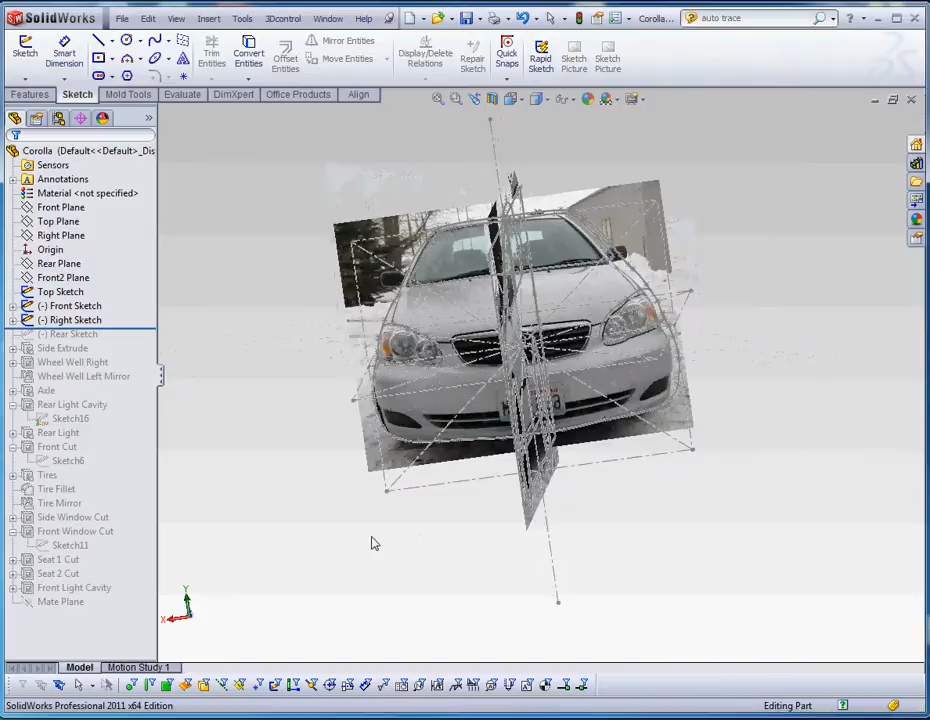 SolidWorks File Edit View Insert Tools 3Dcontrol Window Help Corolla... auto trace
Sketch Smart Dimension Trim Entities Convert Entities Offset Entities Mirror Entities Move Entities Display/Delete Relations Repair Sketch Quick Snaps Rapid Sketch Sketch Picture Sketch Picture
Features Sketch Mold Tools Evaluate DimXpert Office Products Align
Corolla (Default<<Default>_Dis
Sensors
Annotations
Material <not specified>
Front Plane
Top Plane
Right Plane
Origin
Rear Plane
Front2 Plane
Top Sketch
(-) Front Sketch
(-) Right Sketch
(-) Rear Sketch
Side Extrude
Wheel Well Right
Wheel Well Left Mirror
Axle
Rear Light Cavity
Sketch16
Rear Light
Front Cut
Sketch6
Tires
Tire Fillet
Tire Mirror
Side Window Cut
Front Window Cut
Sketch11
Seat 1 Cut
Seat 2 Cut
Front Light Cavity
Mate Plane
Y
X
Model Motion Study 1
SolidWorks Professional 2011 x64 Edition Editing Part